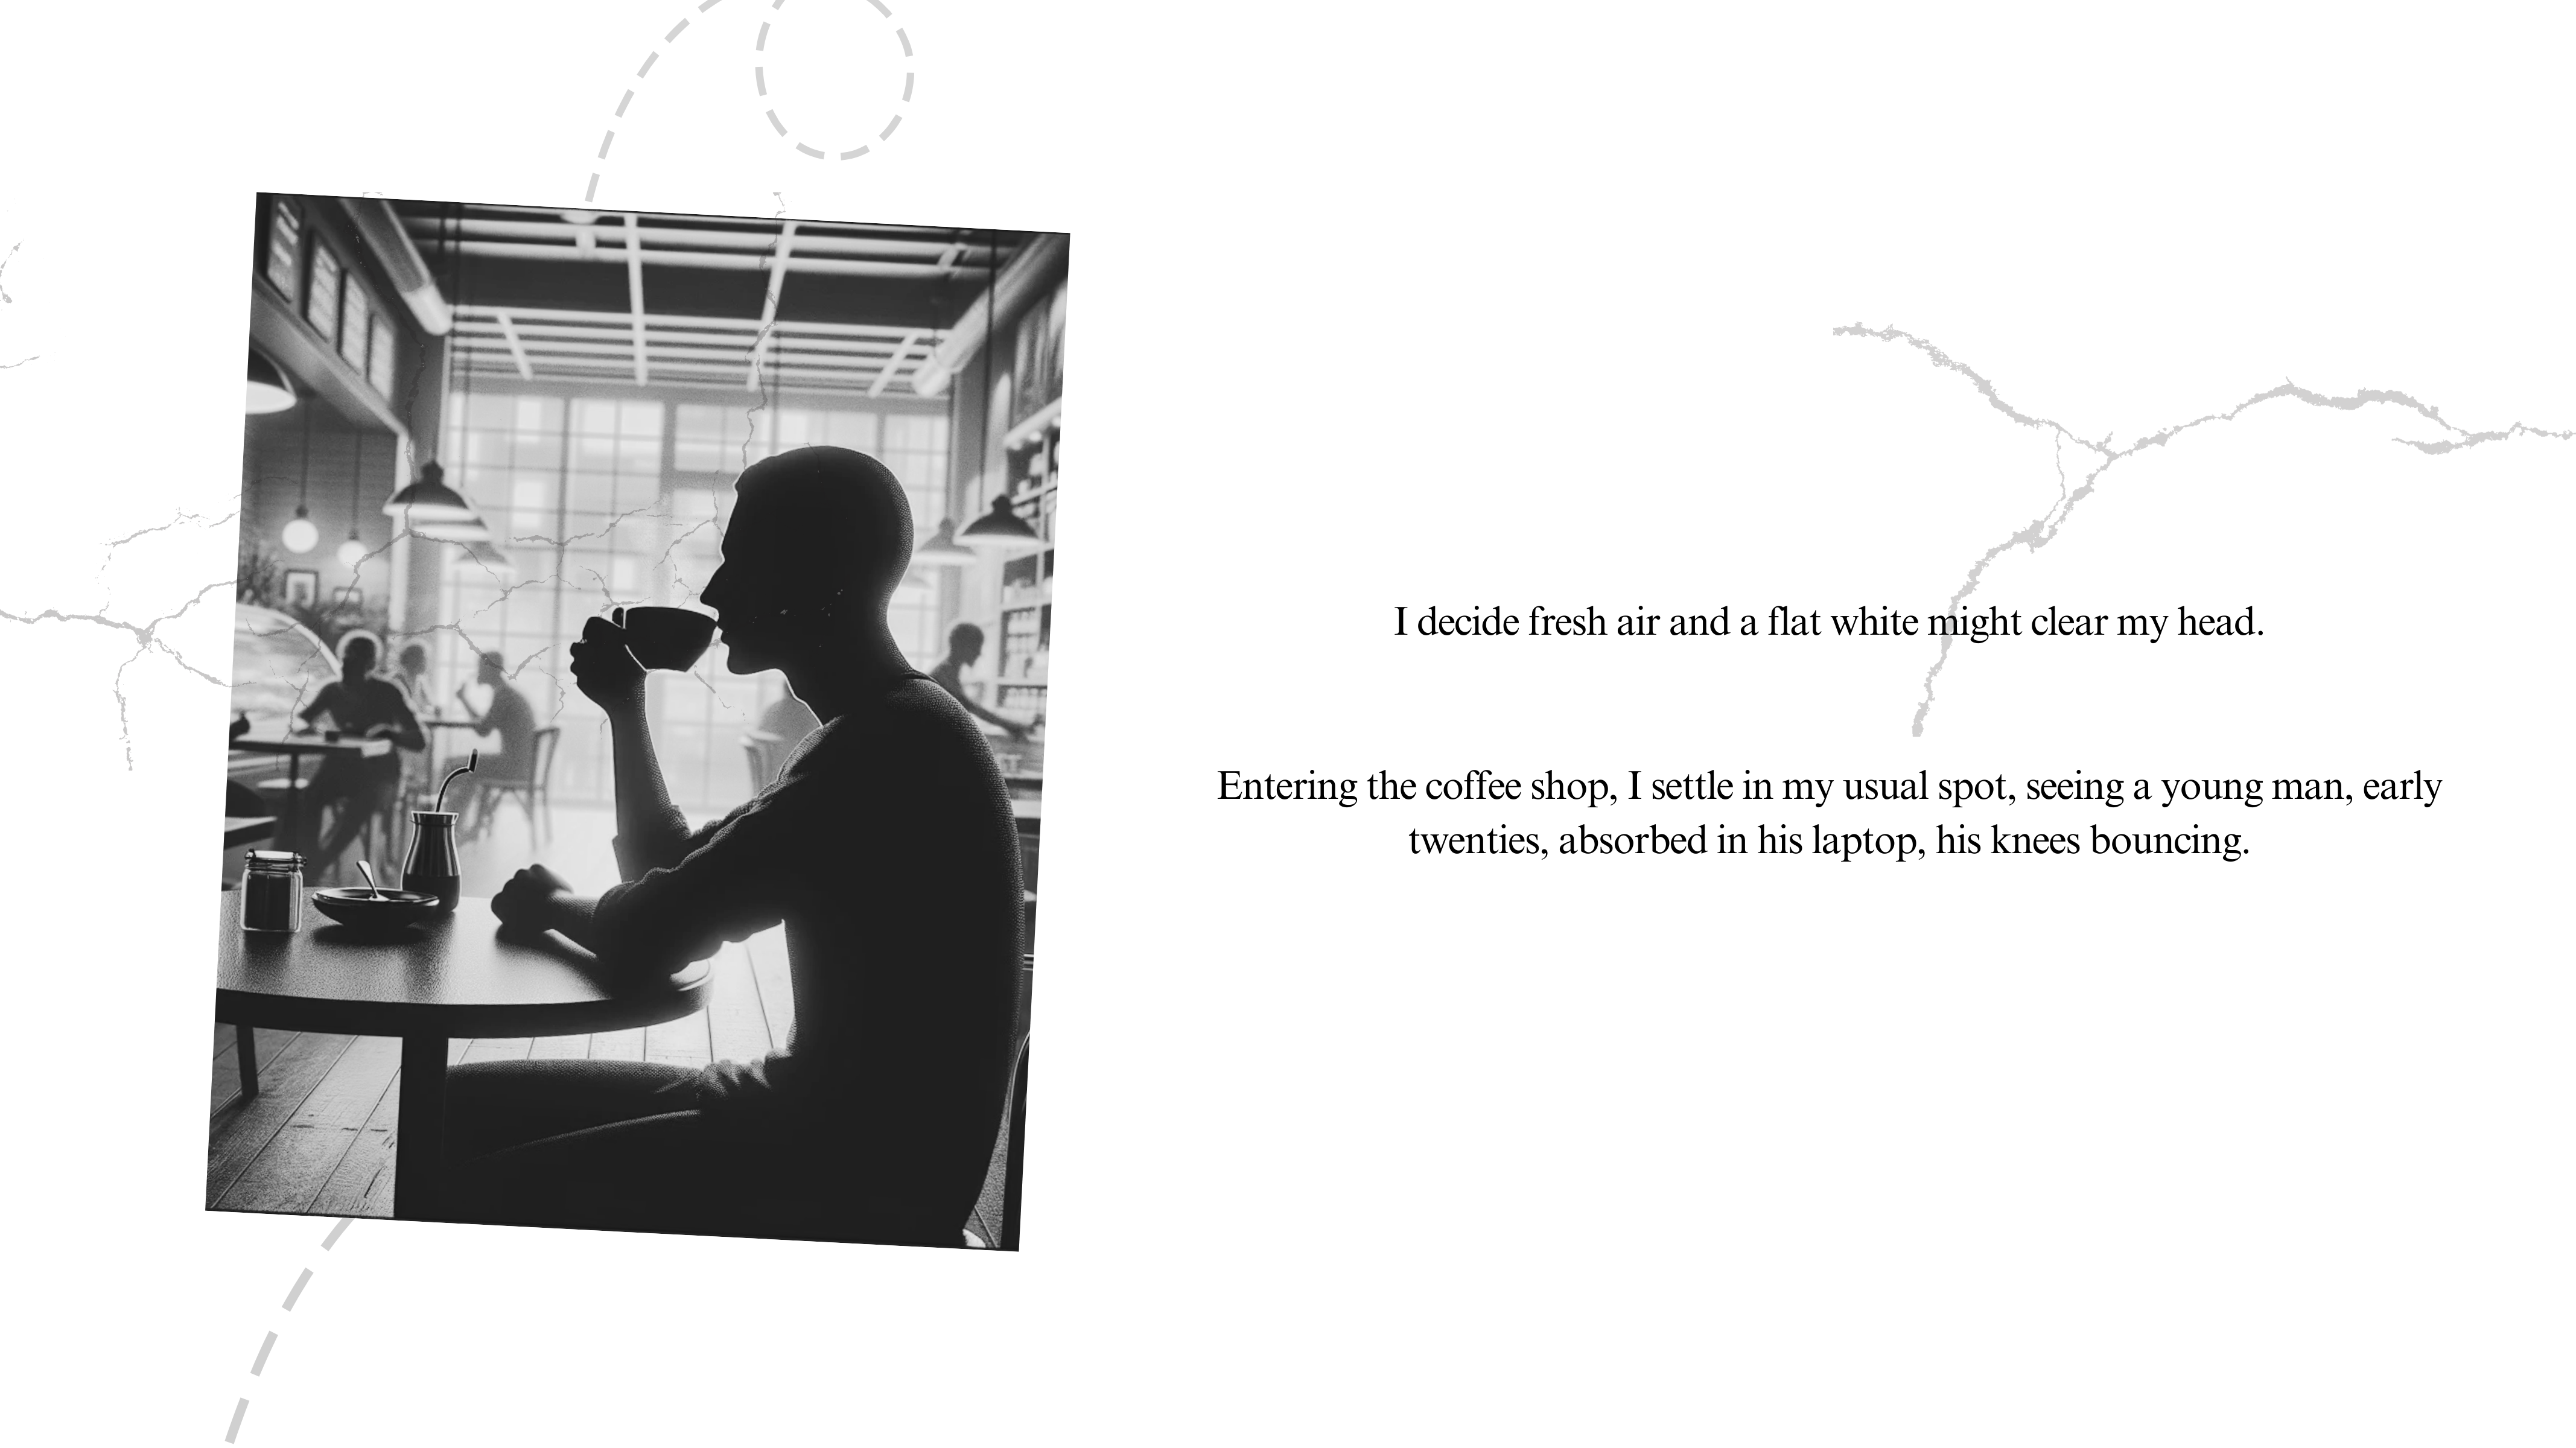 I decide fresh air and a flat white might clear my head.
Entering the coffee shop, I settle in my usual spot, seeing a young man, early
twenties, absorbed in his laptop, his knees bouncing.